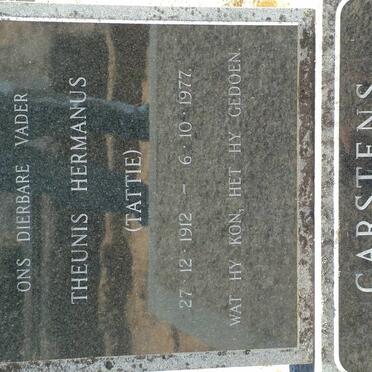 ONS DIERBARE VADER
THEUNIS HERMANUS
(TATTIE)
27·12·1912 – 6·10·1977
WAT HY KON, HET HY GEDOEN.
CARSTENS